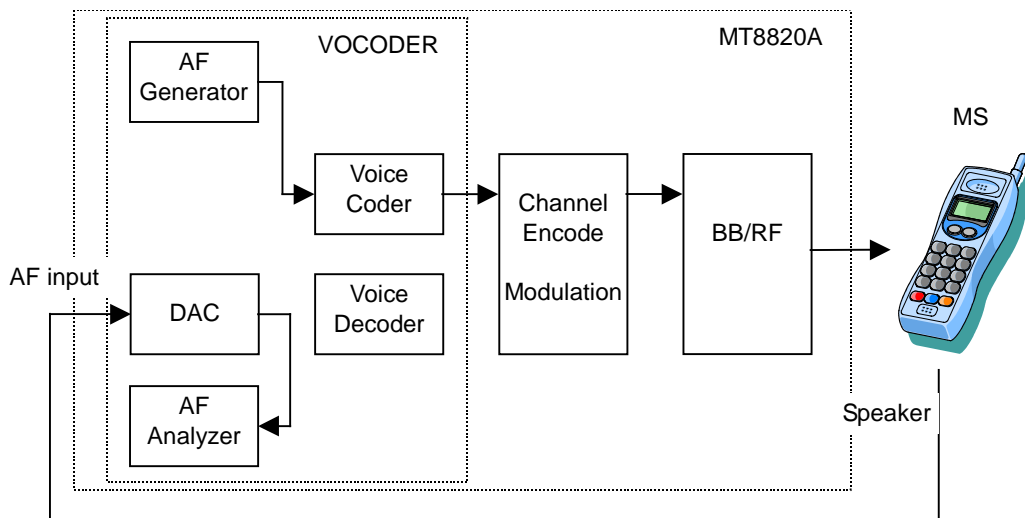 VOCODER
MT8820A
AF
Generator
MS
Voice
Coder
Channel
Encode
Modulation
BB/RF
AF input
DAC
Voice
Decoder
AF
Analyzer
Speaker